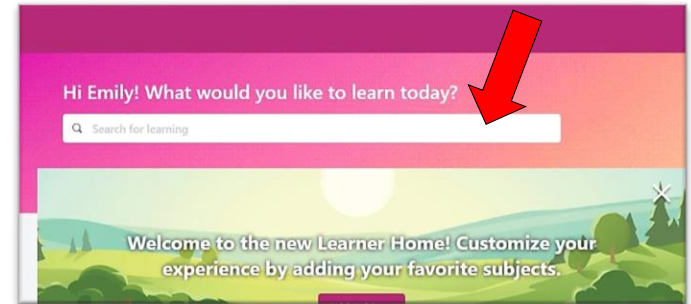 Hi Emily! What would you like to learn today?
Search for learning
Welcome to the new Learner Home! Customize your
experience by adding your favorite subjects.